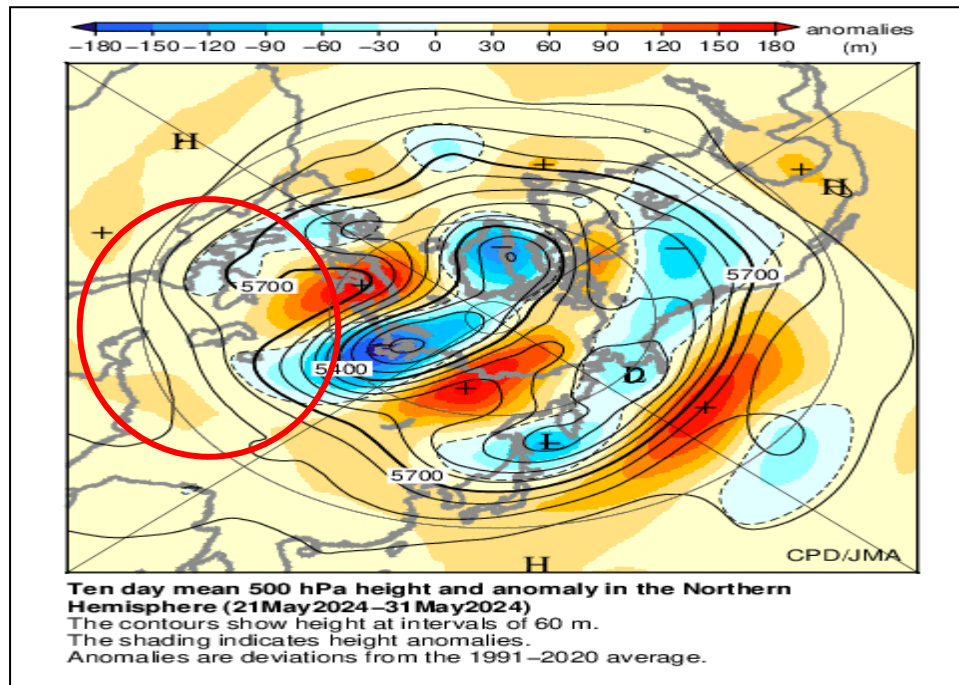 −180 −150 −120 −90 −60 −30 0 30 60 90 120 150 180 anomalies
(m)
H
+
H
+
+
−
−
5700
+
5700
5400
+
L
+
L
5700
H
CPD/JMA
Ten day mean 500 hPa height and anomaly in the Northern
Hemisphere (21May2024−31May2024)
The contours show height at intervals of 60 m.
The shading indicates height anomalies.
Anomalies are deviations from the 1991−2020 average.